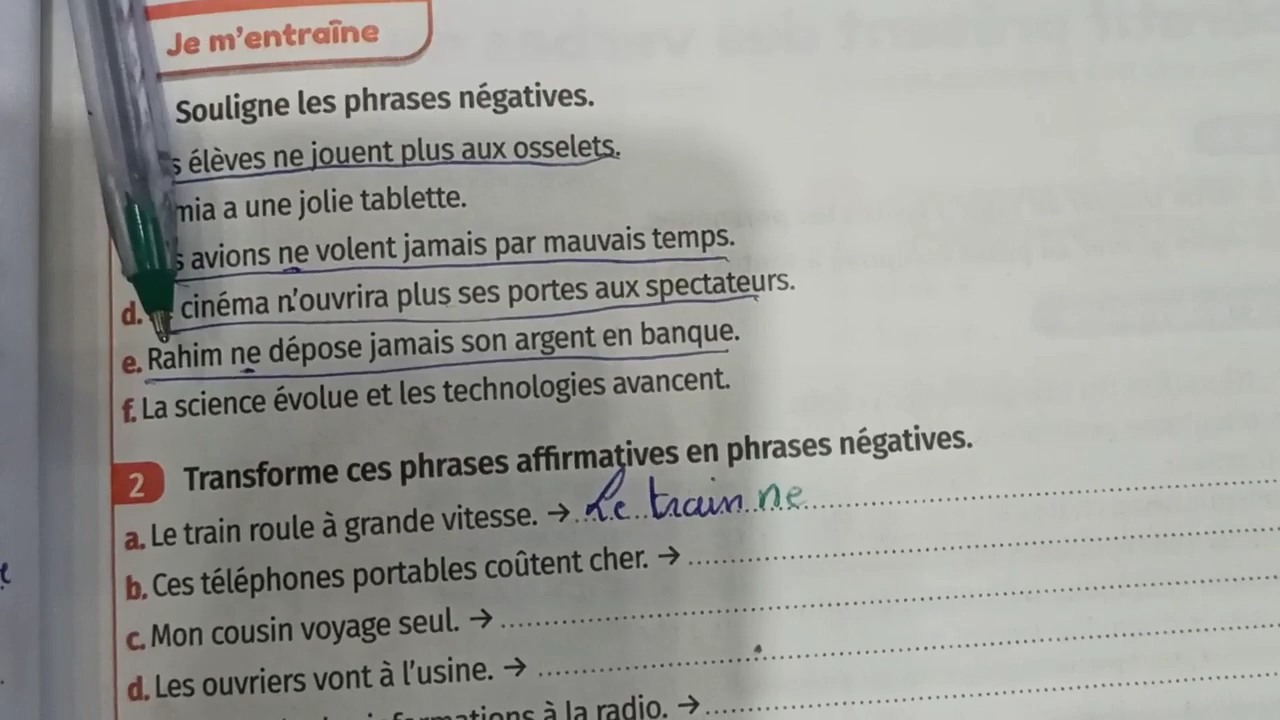 Je m'entraîne
Souligne les phrases négatives.
s élèves ne jouent plus aux osselets.
mia a une jolie tablette.
s avions ne volent jamais par mauvais temps.
d. cinéma n'ouvrira plus ses portes aux spectateurs.
e. Rahim ne dépose jamais son argent en banque.
f. La science évolue et les technologies avancent.
2 Transforme ces phrases affirmatives en phrases négatives.
a. Le train roule à grande vitesse. → Le train ne
b. Ces téléphones portables coûtent cher. →
c. Mon cousin voyage seul. →
d. Les ouvriers vont à l'usine. →
à la radio. →